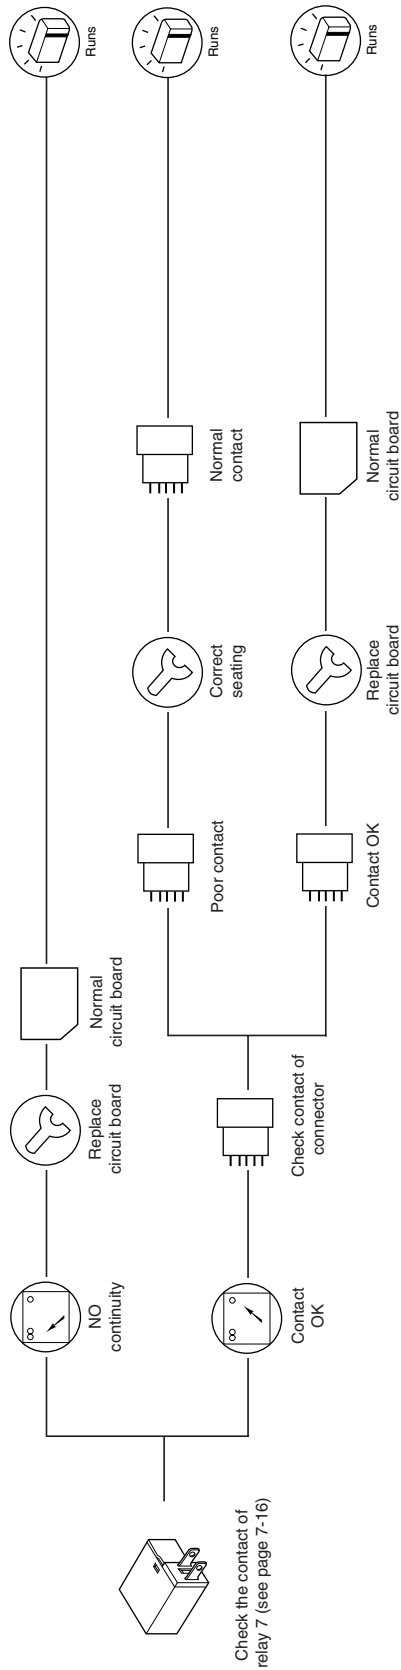 Check the contact of
relay 7 (see page 7-16)
NO
continuity
Replace
circuit board
Normal
circuit board
Runs
Contact
OK
Check contact of
connector
Poor contact
Correct
seating
Normal
contact
Runs
Contact OK
Replace
circuit board
Normal
circuit board
Runs